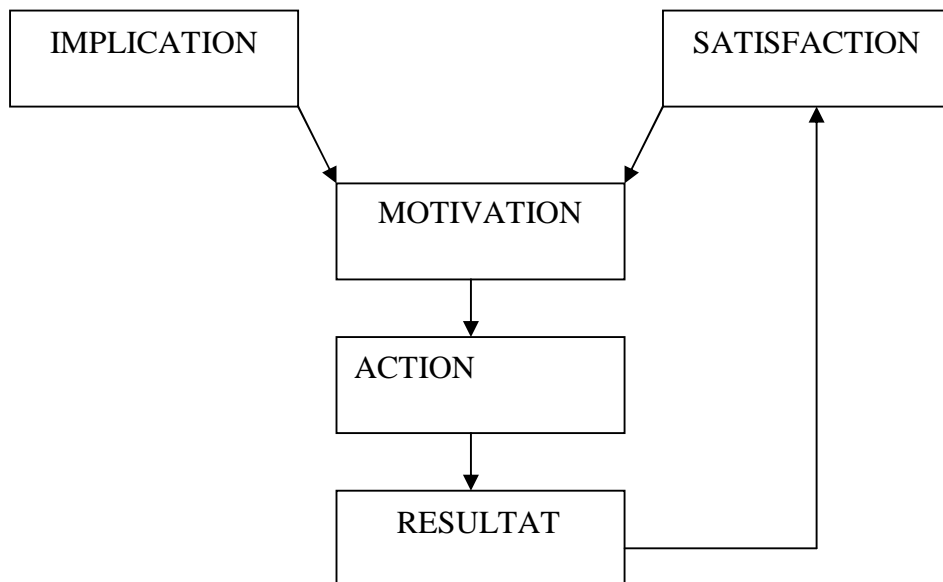 IMPLICATION
SATISFACTION
MOTIVATION
ACTION
RESULTAT